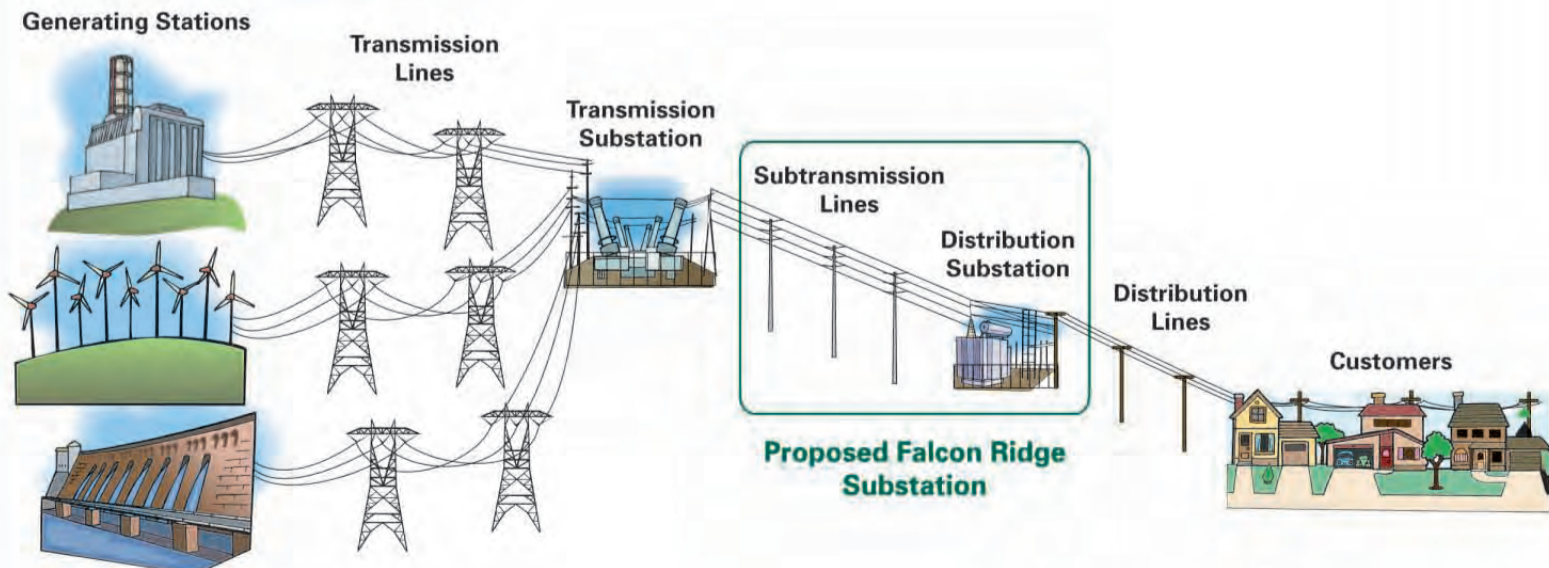 Generating Stations
Transmission
Lines
Transmission
Substation
Subtransmission
Lines
Distribution
Substation
Distribution
Lines
Customers
Proposed Falcon Ridge
Substation